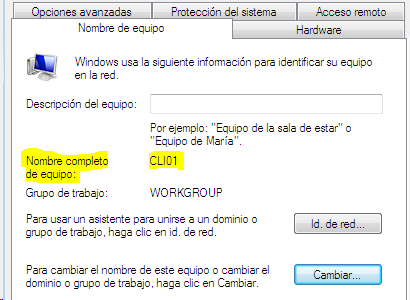 Opciones avanzadas
Protección del sistema
Acceso remoto
Nombre de equipo
Hardware
Windows usa la siguiente información para identificar su equipo
en la red.
Descripción del equipo:
Por ejemplo: "Equipo de la sala de estar" o
"Equipo de María".
Nombre completo
de equipo:
CLI01
Grupo de trabajo:
WORKGROUP
Para usar un asistente para unirse a un dominio o
grupo de trabajo, haga clic en id. de red.
Id. de red...
Para cambiar el nombre de este equipo o cambiar el
dominio o grupo de trabajo, haga clic en Cambiar.
Cambiar...